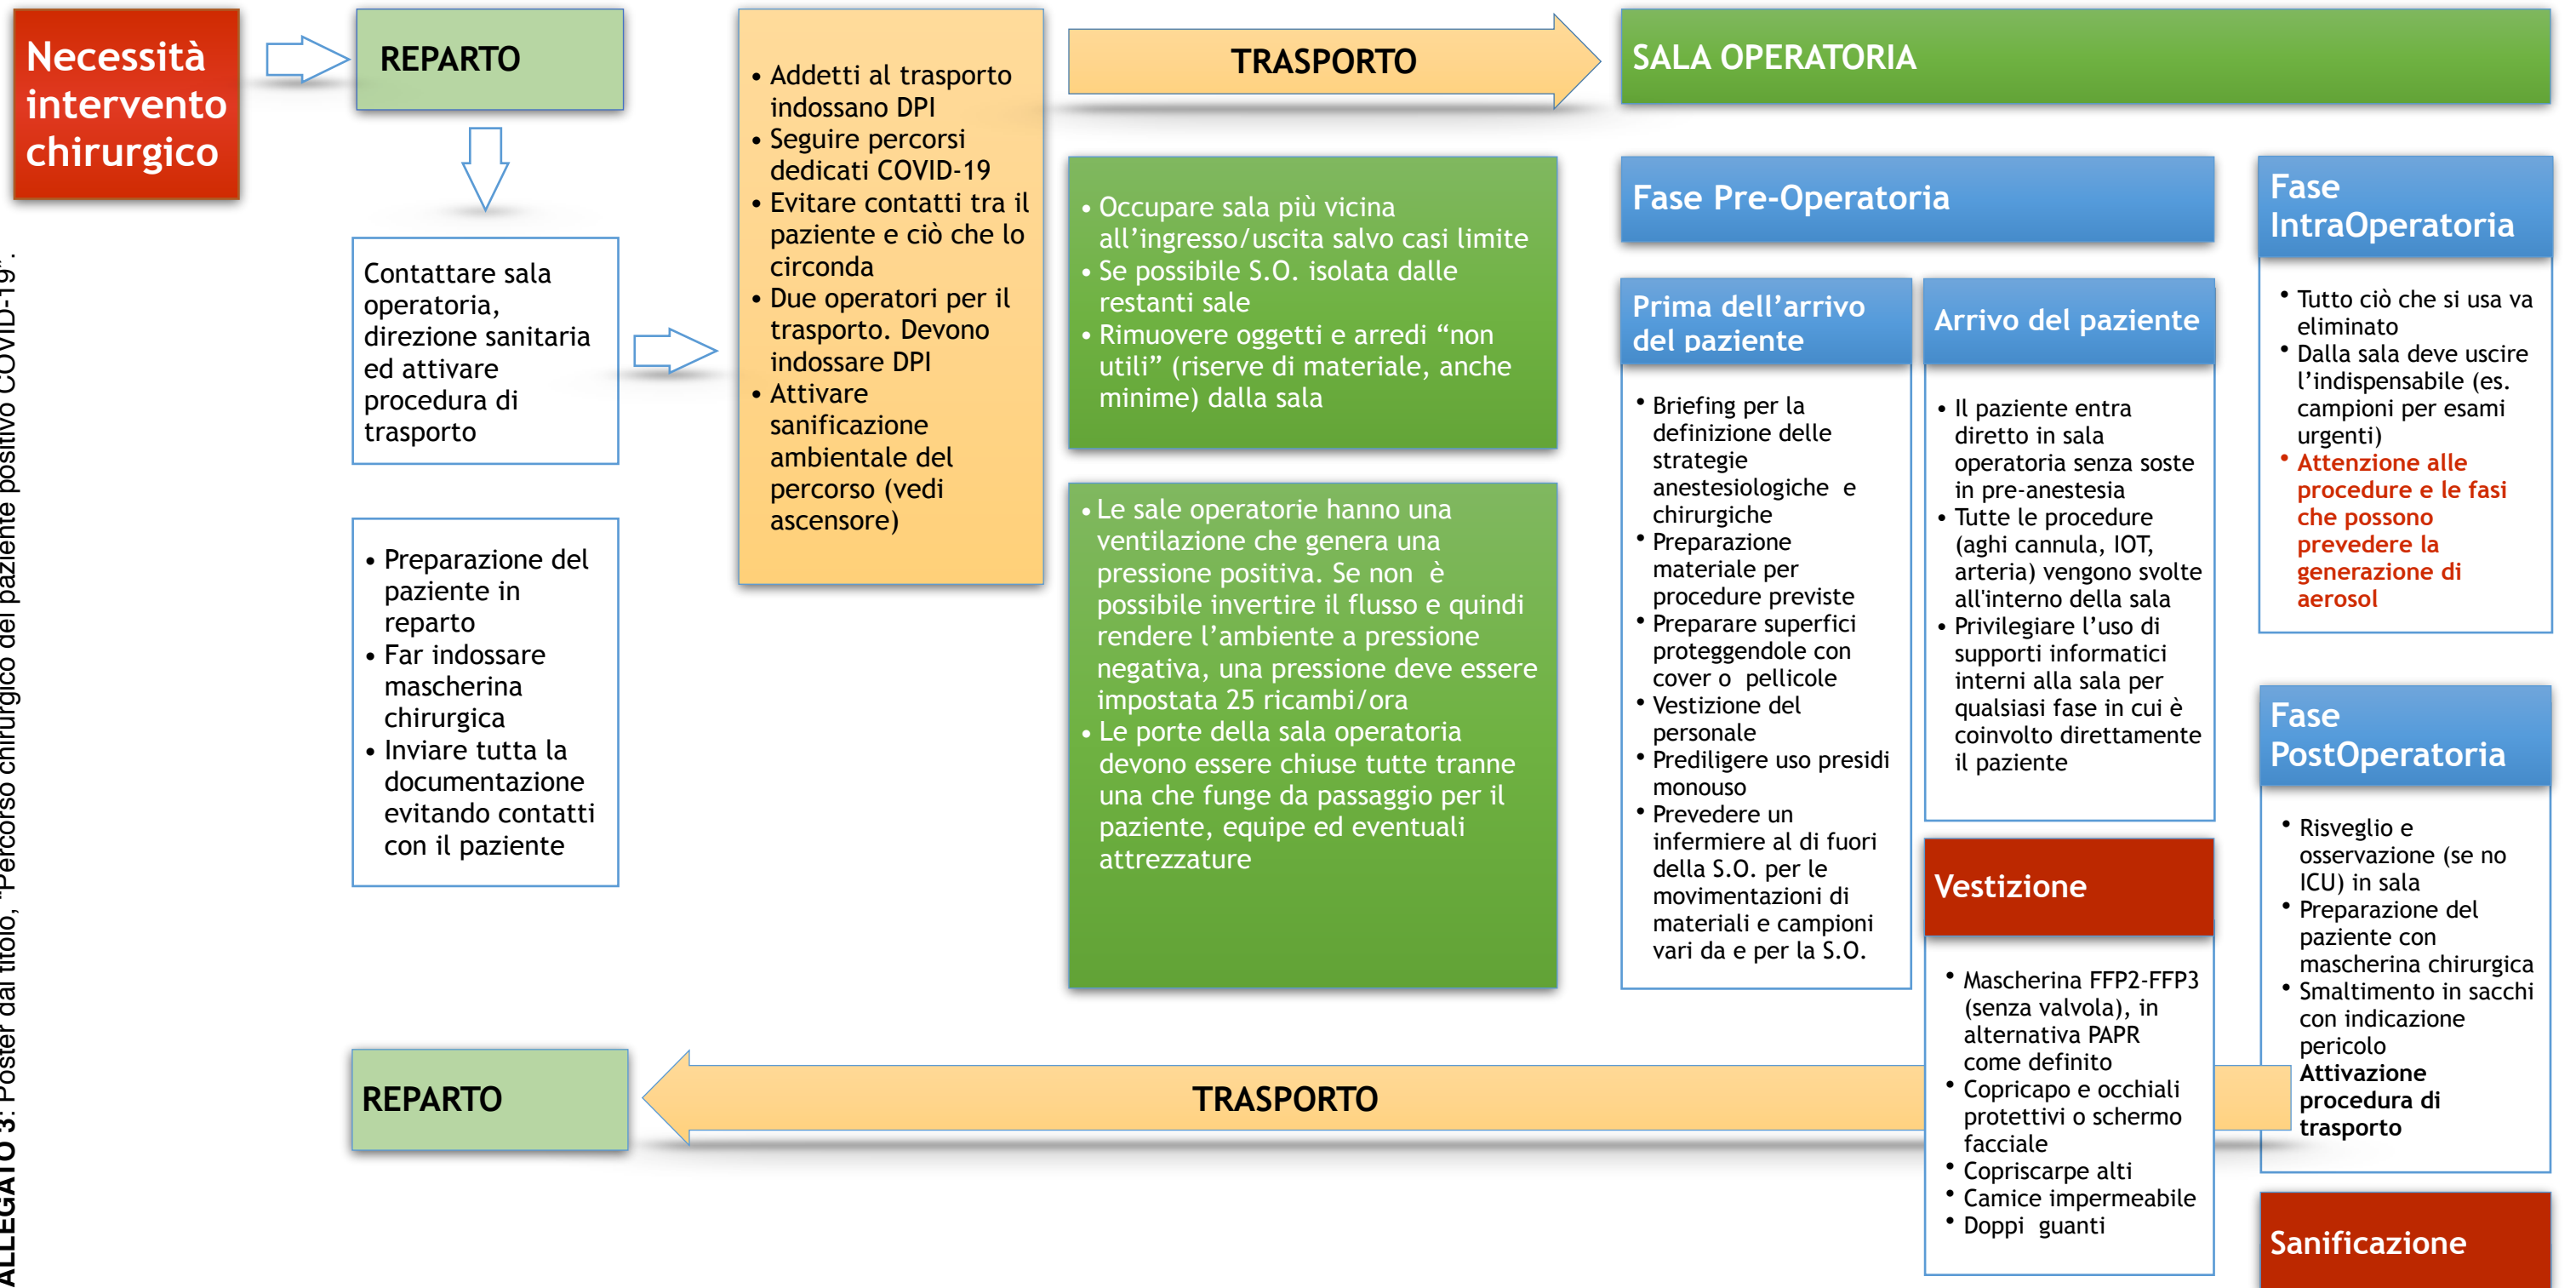 ALLEGATO 3: Poster dal titolo, “Percorso chirurgico del paziente positivo COVID-19”.
Necessità
intervento
chirurgico
REPARTO
Contattare sala
operatoria,
direzione sanitaria
ed attivare
procedura di
trasporto
• Preparazione del
paziente in
reparto
• Far indossare
mascherina
chirurgica
• Inviare tutta la
documentazione
evitando contatti
con il paziente
• Addetti al trasporto
indossano DPI
• Seguire percorsi
dedicati COVID-19
• Evitare contatti tra il
paziente e ciò che lo
circonda
• Due operatori per il
trasporto. Devono
indossare DPI
• Attivare
sanificazione
ambientale del
percorso (vedi
ascensore)
TRASPORTO
• Occupare sala più vicina
all’ingresso/uscita salvo casi limite
• Se possibile S.O. isolata dalle
restanti sale
• Rimuovere oggetti e arredi “non
utili” (riserve di materiale, anche
minime) dalla sala
• Le sale operatorie hanno una
ventilazione che genera una
pressione positiva. Se non è
possibile invertire il flusso e quindi
rendere l’ambiente a pressione
negativa, una pressione deve essere
impostata 25 ricambi/ora
• Le porte della sala operatoria
devono essere chiuse tutte tranne
una che funge da passaggio per il
paziente, equipe ed eventuali
attrezzature
SALA OPERATORIA
Fase Pre-Operatoria
Prima dell’arrivo
del paziente
• Briefing per la
definizione delle
strategie
anestesiologiche e
chirurgiche
• Preparazione
materiale per
procedure previste
• Preparare superfici
proteggendole con
cover o pellicole
• Vestizione del
personale
• Prediligere uso presidi
monouso
• Prevedere un
infermiere al di fuori
della S.O. per le
movimentazioni di
materiali e campioni
vari da e per la S.O.
Arrivo del paziente
• Il paziente entra
diretto in sala
operatoria senza soste
in pre-anestesia
• Tutte le procedure
(aghi cannula, IOT,
arteria) vengono svolte
all'interno della sala
• Privilegiare l’uso di
supporti informatici
interni alla sala per
qualsiasi fase in cui è
coinvolto direttamente
il paziente
Vestizione
• Mascherina FFP2-FFP3
(senza valvola), in
alternativa PAPR
come definito
• Copricapo e occhiali
protettivi o schermo
facciale
• Copriscarpe alti
• Camice impermeabile
• Doppi guanti
Fase
IntraOperatoria
• Tutto ciò che si usa va
eliminato
• Dalla sala deve uscire
l’indispensabile (es.
campioni per esami
urgenti)
• Attenzione alle
procedure e le fasi
che possono
prevedere la
generazione di
aerosol
Fase
PostOperatoria
• Risveglio e
osservazione (se no
ICU) in sala
• Preparazione del
paziente con
mascherina chirurgica
• Smaltimento in sacchi
con indicazione
pericolo
Attivazione
procedura di
trasporto
Sanificazione
TRASPORTO
REPARTO